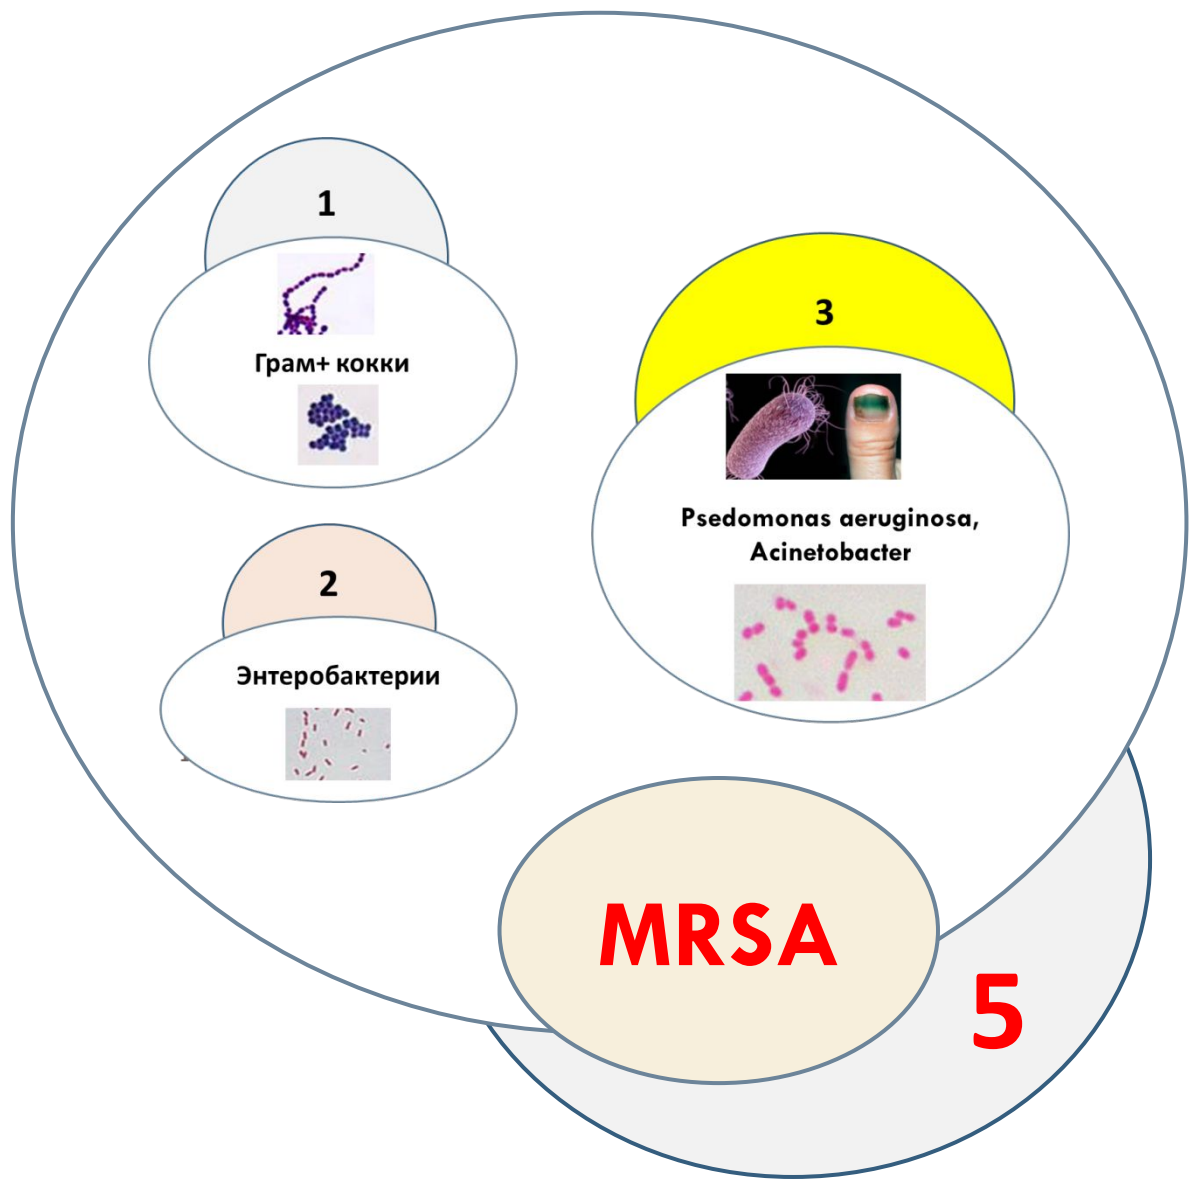 1
Грам+ кокки
3
Psedomonas aeruginosa,
Acinetobacter
2
Энтеробактерии
MRSA
5